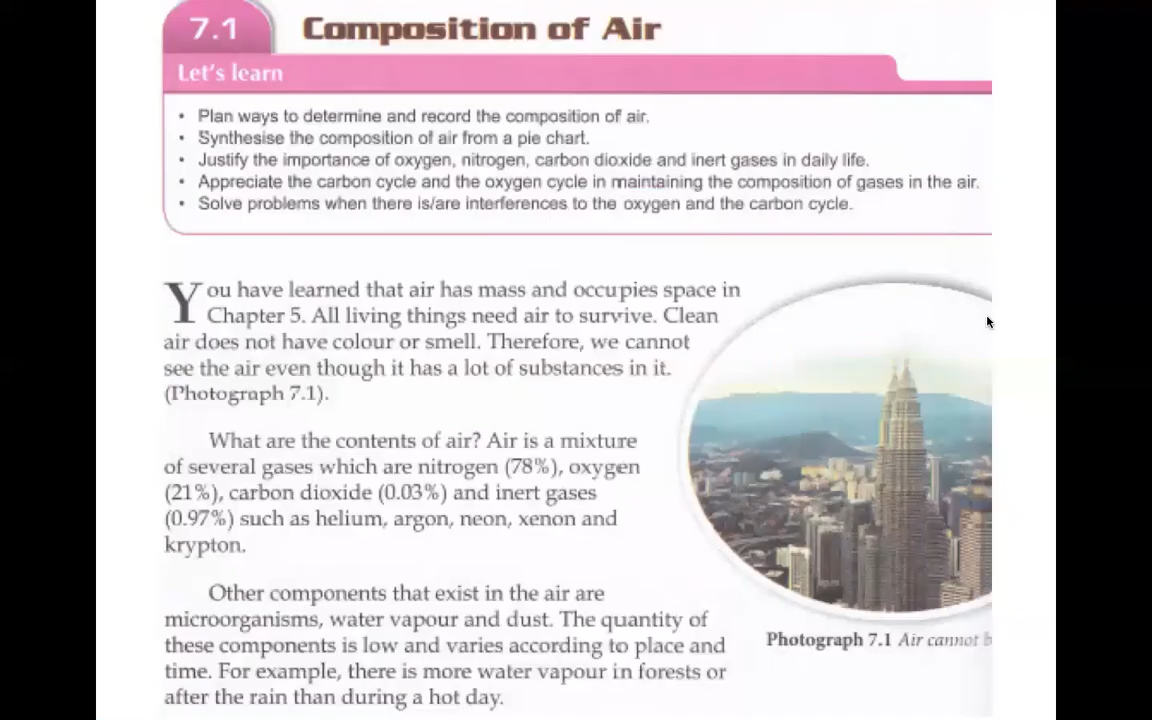 7.1 Composition of Air
Let's learn
• Plan ways to determine and record the composition of air.
• Synthesise the composition of air from a pie chart.
• Justify the importance of oxygen, nitrogen, carbon dioxide and inert gases in daily life.
• Appreciate the carbon cycle and the oxygen cycle in maintaining the composition of gases in the air.
• Solve problems when there is/are interferences to the oxygen and the carbon cycle.
You have learned that air has mass and occupies space in
Chapter 5. All living things need air to survive. Clean
air does not have colour or smell. Therefore, we cannot
see the air even though it has a lot of substances in it.
(Photograph 7.1).
What are the contents of air? Air is a mixture
of several gases which are nitrogen (78%), oxygen
(21%), carbon dioxide (0.03%) and inert gases
(0.97%) such as helium, argon, neon, xenon and
krypton.
Other components that exist in the air are
microorganisms, water vapour and dust. The quantity of
these components is low and varies according to place and
time. For example, there is more water vapour in forests or
after the rain than during a hot day.
Photograph 7.1 Air cannot b